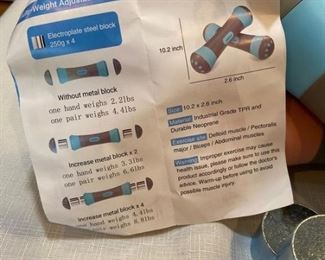 Weight Adjustme
Electroplate steel block
250g x 4
Without metal block
one hand weighs 2.2lbs
one pair weighs 4.4lbs
Increase metal block x 2
one hand weighs 3.3lbs
one pair weighs 6.6lbs
Increase metal block x 4
one hand weighs 4.4lbs
one pair weighs 8.8lbs
10.2 inch
2.6 inch
Size: 10.2 x 2.6 inch
Material: Industrial Grade TPR and
Durable Neoprene
Exercise site: Deltoid muscle / Pectoralis
major / Biceps / Abdominal muscles
Warning: Improper exercise may cause
health issue, please make sure to use this
product accordingly or follow the doctor's
advice. Warm-up before using to avoid
possible muscle injury.